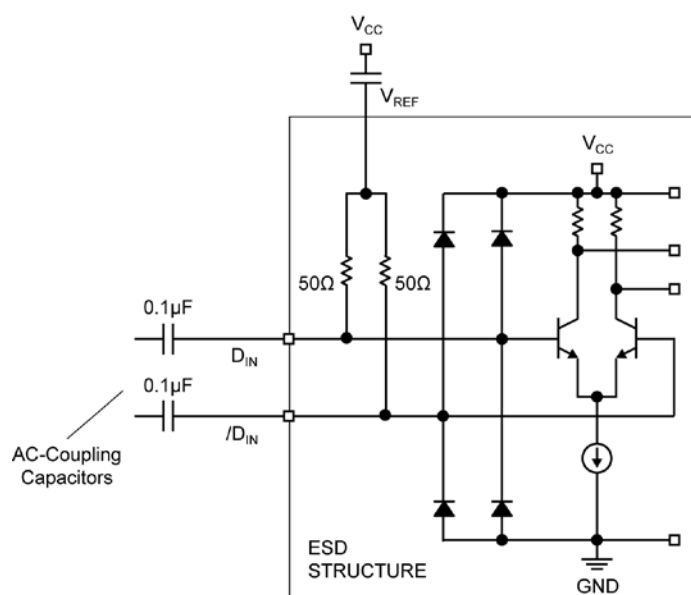 VCC
VREF
VCC
50Ω
50Ω
0.1µF
DIN
0.1µF
/DIN
AC-Coupling
Capacitors
ESD
STRUCTURE
GND